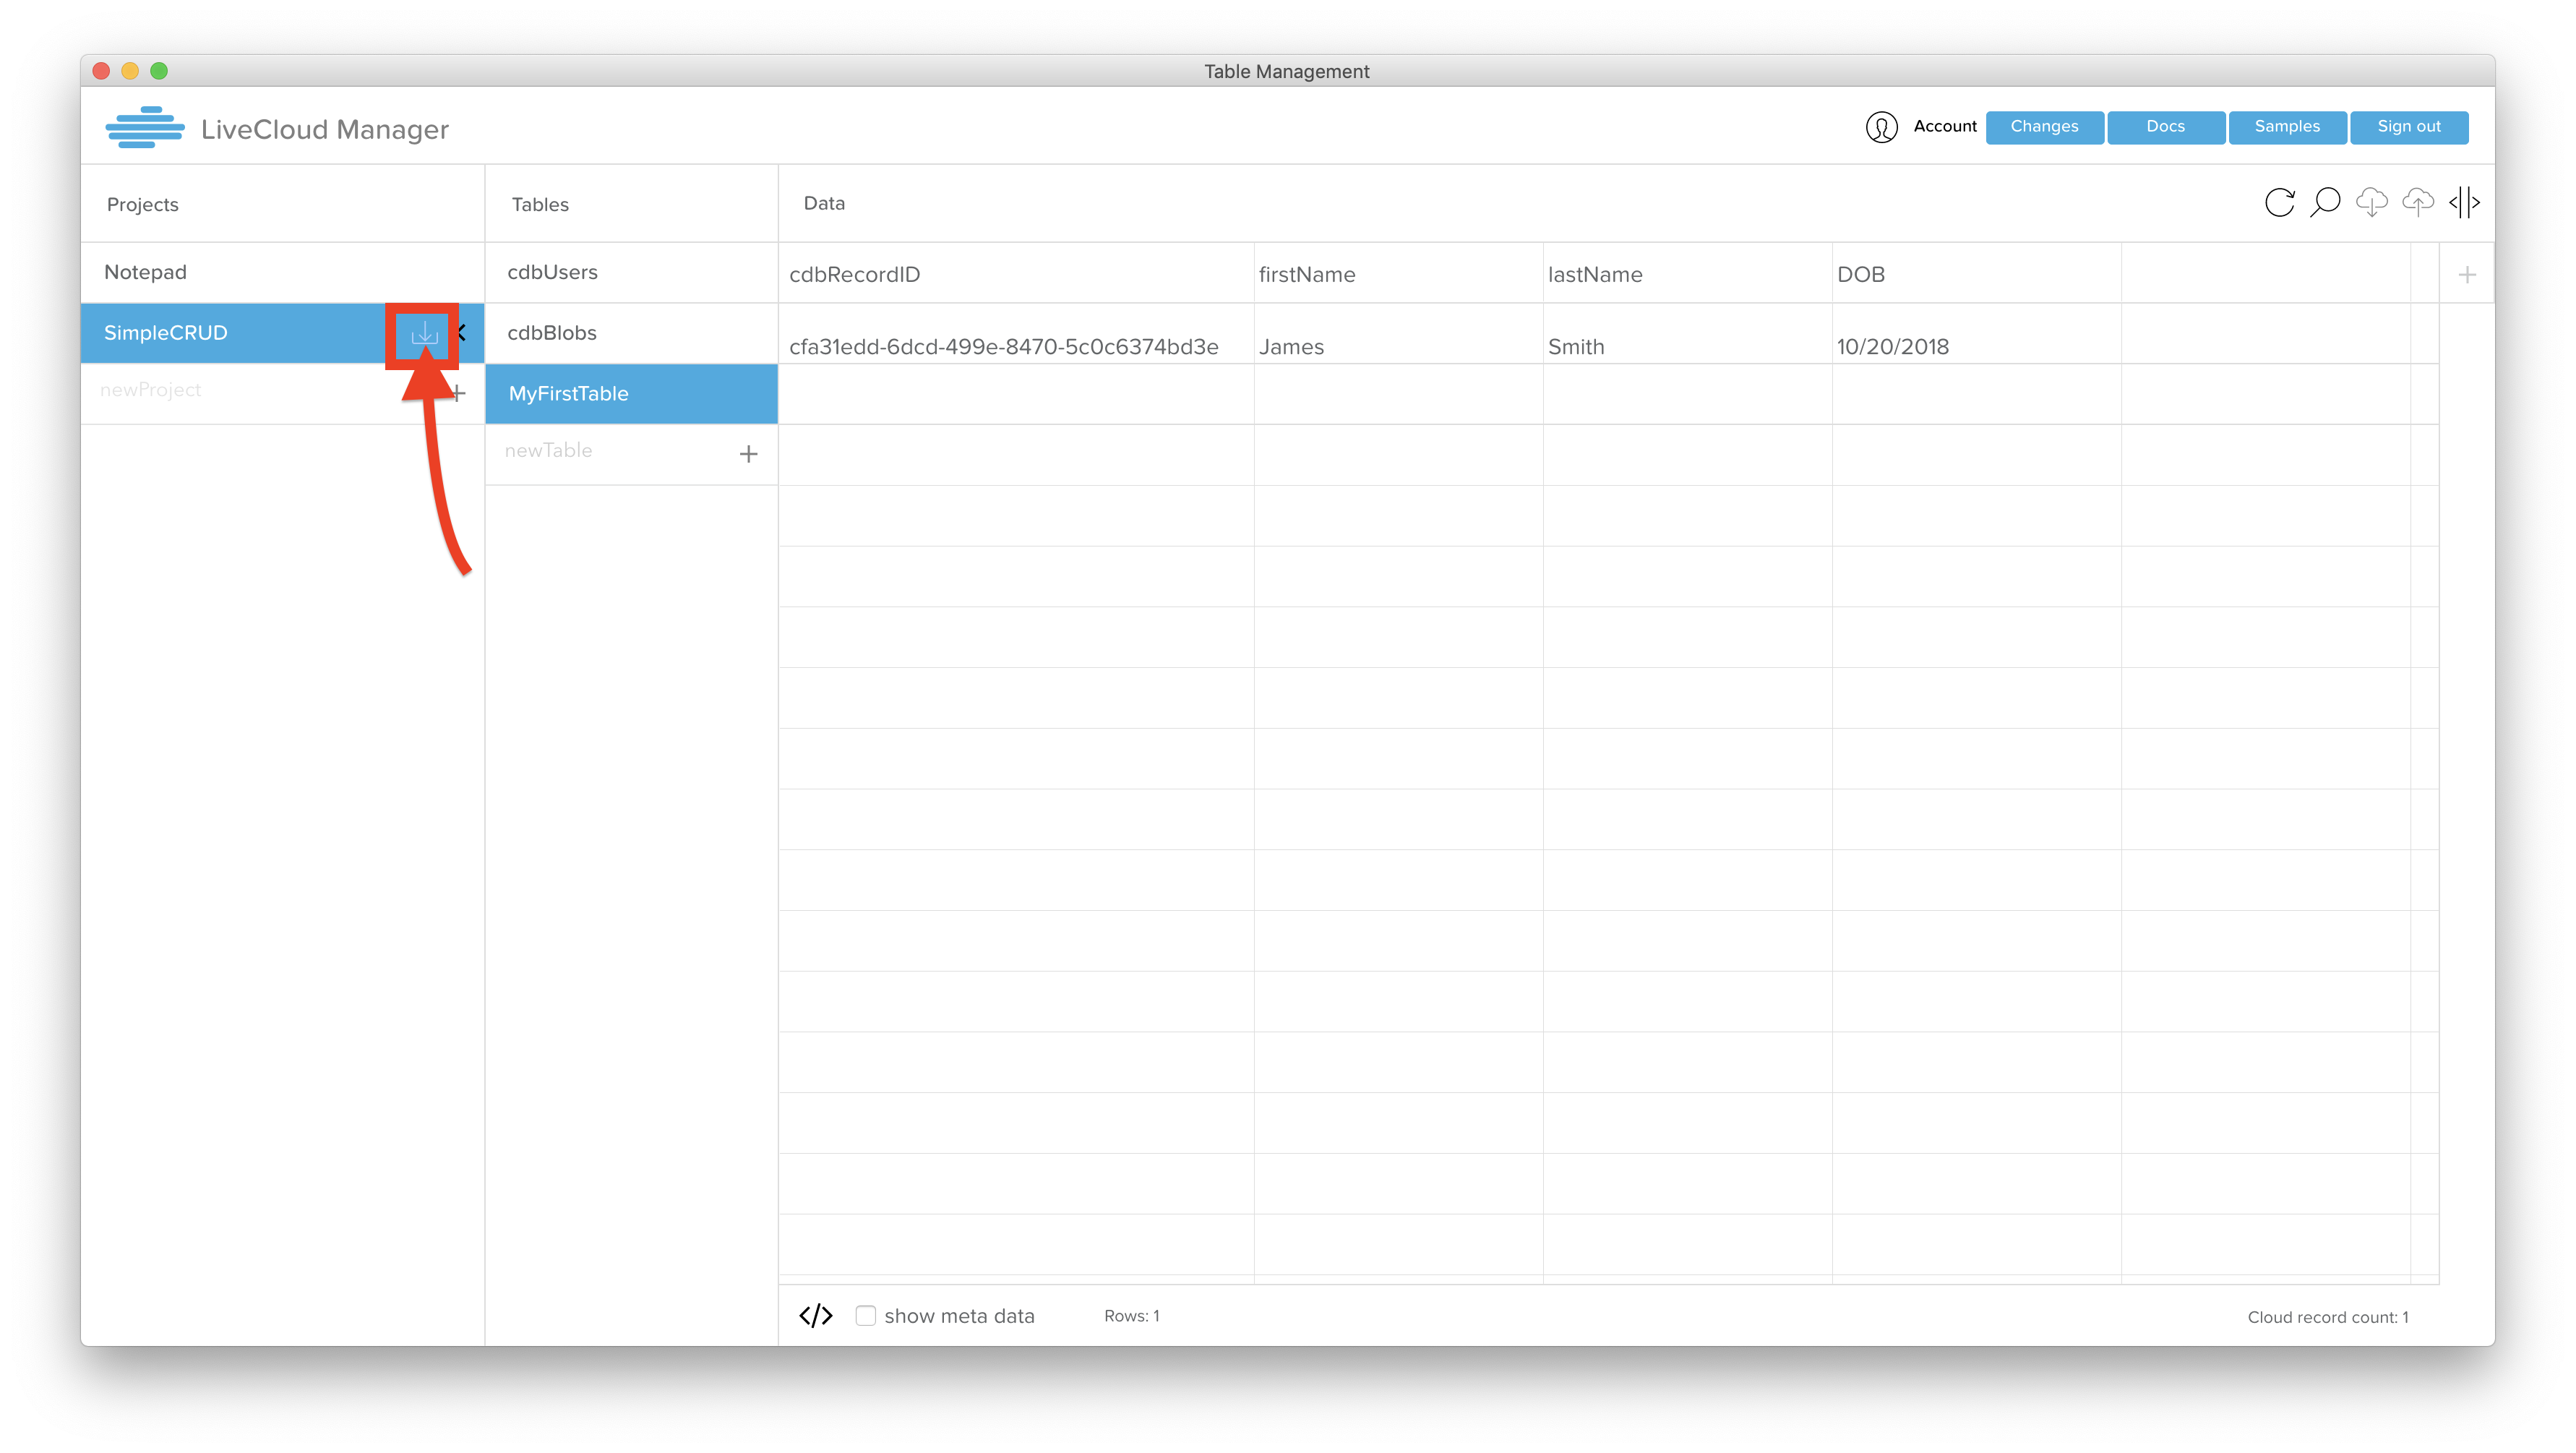 Table Management
LiveCloud Manager
Account
Changes
Docs
Samples
Sign out
Projects
Tables
Data
Notepad
cdbUsers
cdbRecordID
firstName
lastName
DOB
+
SimpleCRUD
cdbBlobs
cfa31edd-6dcd-499e-8470-5c0c6374bd3e
James
Smith
10/20/2018
newProject
+
MyFirstTable
newTable
+
</>
show meta data
Rows: 1
Cloud record count: 1